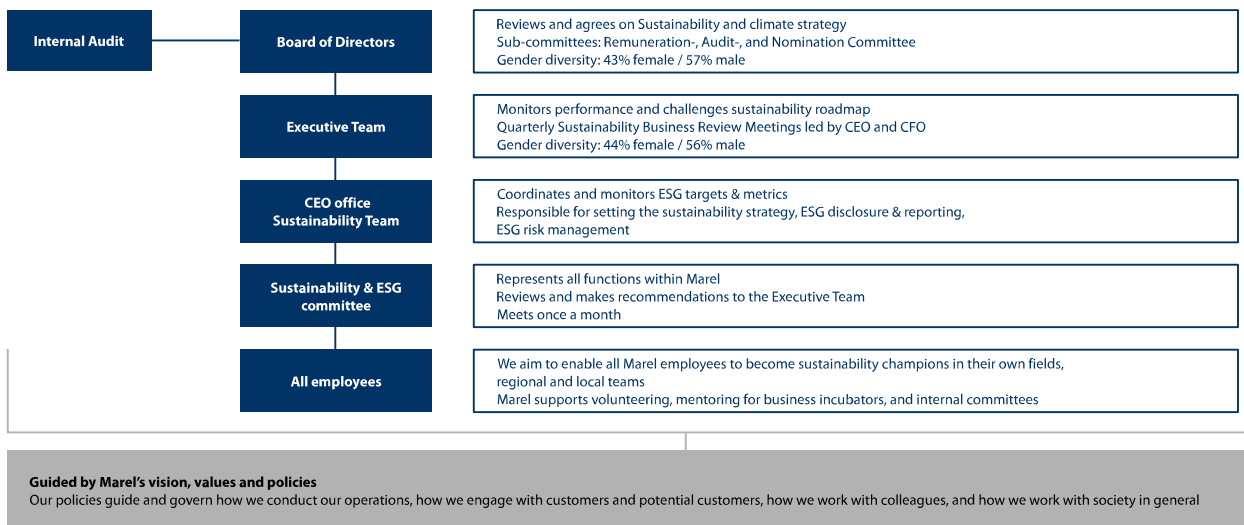 Internal Audit
Board of Directors
Reviews and agrees on Sustainability and climate strategy
Sub-committees: Remuneration-, Audit-, and Nomination Committee
Gender diversity: 43% female / 57% male
Executive Team
Monitors performance and challenges sustainability roadmap
Quarterly Sustainability Business Review Meetings led by CEO and CFO
Gender diversity: 44% female / 56% male
CEO office
Sustainability Team
Coordinates and monitors ESG targets & metrics
Responsible for setting the sustainability strategy, ESG disclosure & reporting,
ESG risk management
Sustainability & ESG
committee
Represents all functions within Marel
Reviews and makes recommendations to the Executive Team
Meets once a month
All employees
We aim to enable all Marel employees to become sustainability champions in their own fields,
regional and local teams
Marel supports volunteering, mentoring for business incubators, and internal committees
Guided by Marel’s vision, values and policies
Our policies guide and govern how we conduct our operations, how we engage with customers and potential customers, how we work with colleagues, and how we work with society in general